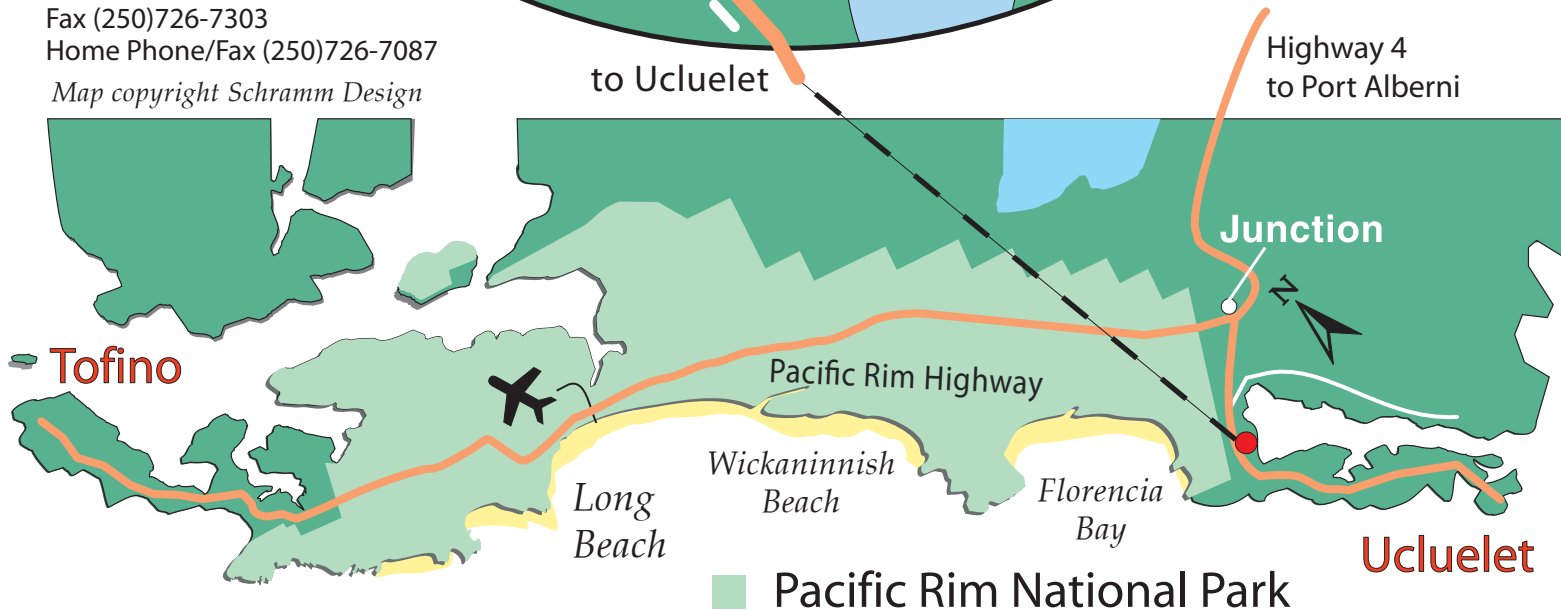 Fax (250)726-7303
Home Phone/Fax (250)726-7087
Map copyright Schramm Design
to Ucluelet
Highway 4
to Port Alberni
Junction
N
Tofino
Pacific Rim Highway
Wickaninnish
Beach
Long
Beach
Florencia
Bay
Ucluelet
Pacific Rim National Park